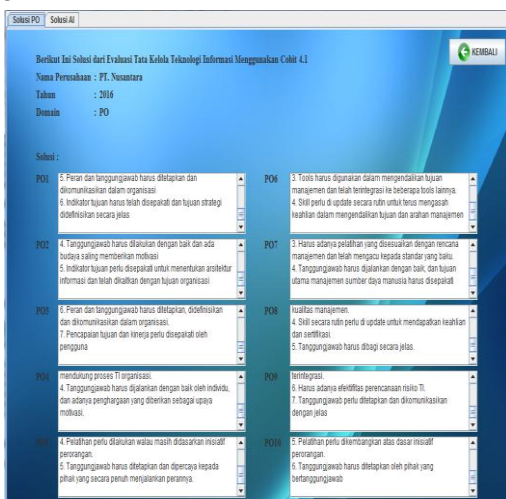 Solusi PO Solusi AI
KEMBALI
Berikut Ini Solusi dari Evaluasi Tata Kelola Teknologi Informasi Menggunakan Cobit 4.1
Nama Perusahaan : PT. Nusantara
Tahun : 2016
Domain : PO
Solusi :
PO1
5. Peran dan tanggungjawab harus ditetapkan dan
dikomunikasikan dalam organisasi
6. Indikator tujuan harus telah disepakati dan tujuan strategi
didefinisikan secara jelas
PO6
3. Tools harus digunakan dalam mengendalikan tujuan
manajemen dan telah terintegrasi ke beberapa tools lainnya.
4. Skill perlu di update secara rutin untuk terus mengasah
keahlian dalam mengendalikan tujuan dan arahan manajemen
PO2
4. Tanggungjawab harus dilakukan dengan baik dan ada
budaya saling memberikan motivasi
5. Indikator tujuan perlu disepakati untuk menentukan arsitektur
informasi dan telah dikaitkan dengan tujuan organisasi
PO7
3. Harus adanya pelatihan yang disesuaikan dengan rencana
manajemen dan telah mengacu kepada standar yang baku.
4. Tanggungjawab harus dijalankan dengan baik, dan tujuan
utama manajemen sumber daya manusia harus disepakati
PO3
6. Peran dan tanggungjawab harus ditetapkan, didefinisikan
dan dikomunikasikan dalam organisasi.
7. Pencapaian tujuan dan kinerja perlu disepakati oleh
pengguna
PO8
kualitas manajemen.
4. Skill secara rutin perlu di update untuk mendapatkan keahlian
dan sertifikasi.
5. Tanggungjawab harus dibagi secara jelas.
PO4
mendukung proses TI organisasi.
4. Tanggungjawab harus dijalankan dengan baik oleh individu,
dan adanya penghargaan yang diberikan sebagai upaya
motivasi.
PO9
terintegrasi.
6. Harus adanya efektifitas perencanaan risiko TI.
7. Tanggungjawab perlu ditetapkan dan dikomunikasikan
dengan jelas
PO5
4. Pelatihan perlu dilakukan walau masih didasarkan inisiatif
perorangan.
5. Tanggungjawab harus ditetapkan dan dipercaya kepada
pihak yang secara penuh menjalankan perannya.
PO10
5. Pelatihan perlu dikembangkan atas dasar inisiatif
perorangan.
6. Tanggungjawab harus ditetapkan oleh pihak yang
bertanggungjawab